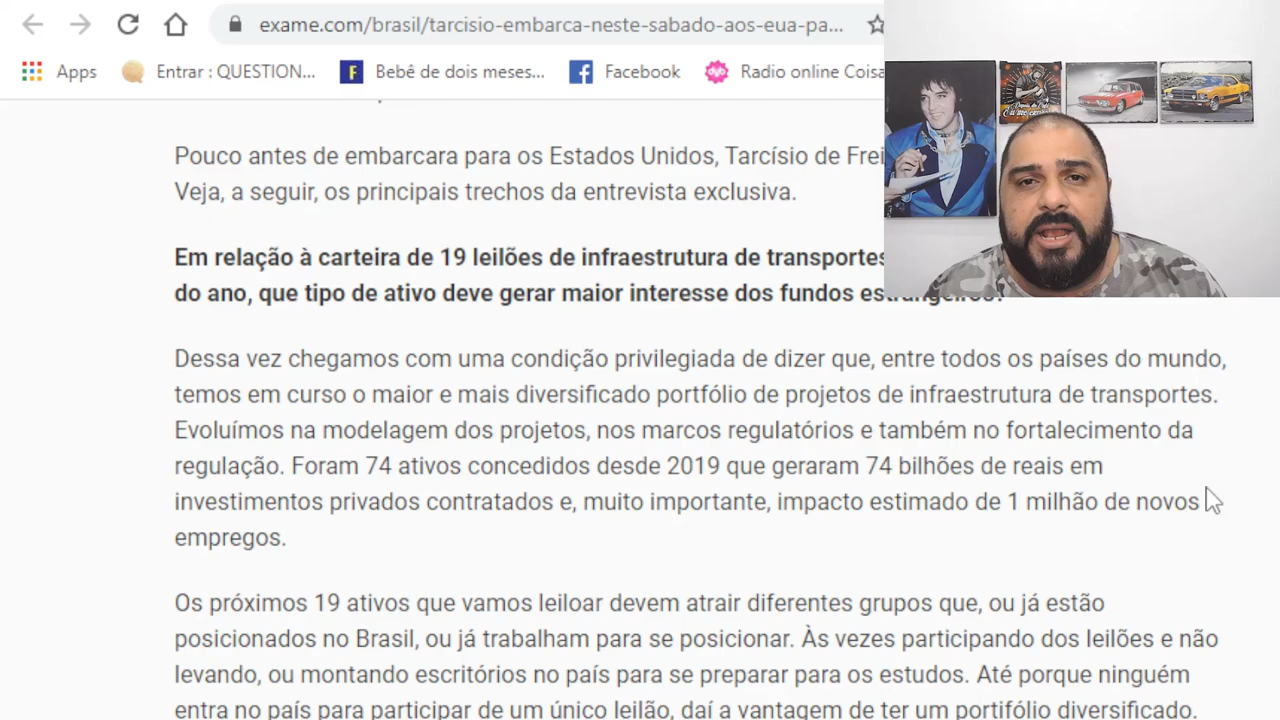 exame.com/brasil/tarcisio-embarca-neste-sabado-aos-eua-pa...
Apps
Entrar : QUESTION...
Bebê de dois meses...
Facebook
Radio online Coisa
Pouco antes de embarcara para os Estados Unidos, Tarcísio de Frei
Veja, a seguir, os principais trechos da entrevista exclusiva.
Em relação à carteira de 19 leilões de infraestrutura de transportes
do ano, que tipo de ativo deve gerar maior interesse dos fundos estrangeiros?
Dessa vez chegamos com uma condição privilegiada de dizer que, entre todos os países do mundo,
temos em curso o maior e mais diversificado portfólio de projetos de infraestrutura de transportes.
Evoluímos na modelagem dos projetos, nos marcos regulatórios e também no fortalecimento da
regulação. Foram 74 ativos concedidos desde 2019 que geraram 74 bilhões de reais em
investimentos privados contratados e, muito importante, impacto estimado de 1 milhão de novos
empregos.
Os próximos 19 ativos que vamos leiloar devem atrair diferentes grupos que, ou já estão
posicionados no Brasil, ou já trabalham para se posicionar. Às vezes participando dos leilões e não
levando, ou montando escritórios no país para se preparar para os estudos. Até porque ninguém
entra no país para participar de um único leilão, daí a vantagem de ter um portifólio diversificado.